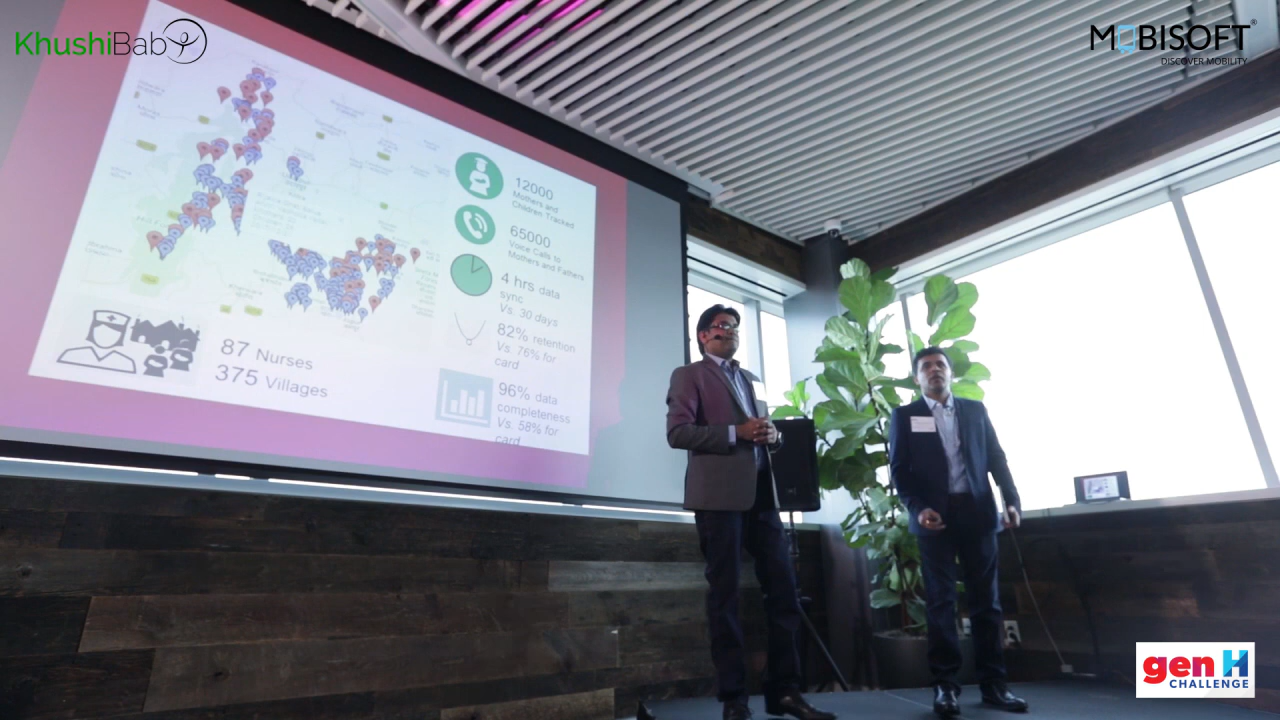 KhushiBaby
MOBISOFT®
DISCOVER MOBILITY
12000
Mothers and
Children Tracked
65000
Voice Calls to
Mothers and Fathers
4 hrs data
sync
Vs. 30 days
82% retention
Vs. 76% for
card
96% data
completeness
Vs. 58% for
card
87 Nurses
375 Villages
gen H
CHALLENGE